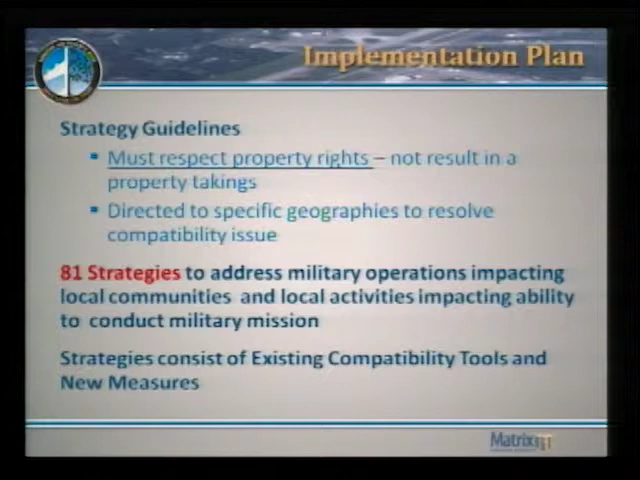 Implementation Plan
Strategy Guidelines
▪ Must respect property rights – not result in a
property takings
▪ Directed to specific geographies to resolve
compatibility issue
81 Strategies to address military operations impacting
local communities and local activities impacting ability
to conduct military mission
Strategies consist of Existing Compatibility Tools and
New Measures
Matrix